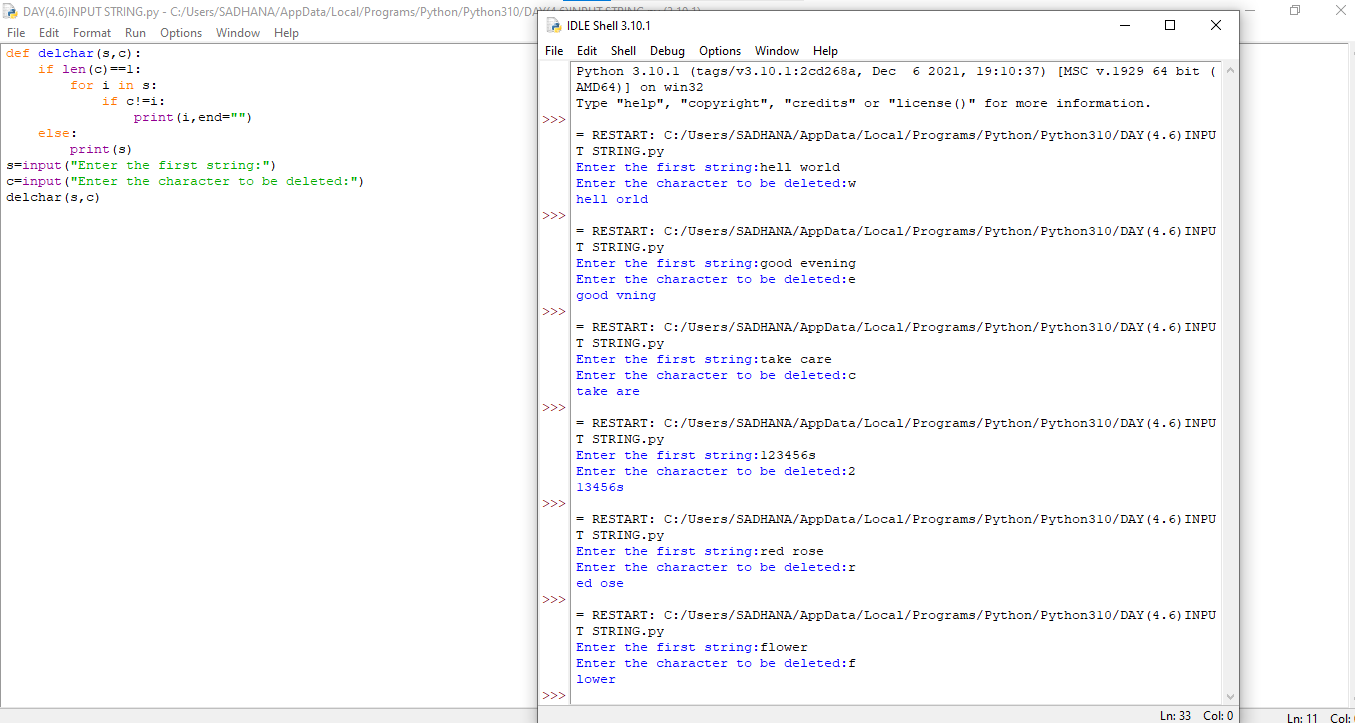 DAY(4.6)INPUT STRING.py - C:/Users/SADHANA/AppData/Local/Programs/Python/Python310/
File Edit Format Run Options Window Help
def delchar(s,c):
    if len(c)==1:
        for i in s:
            if c!=i:
                print(i,end="")
    else:
        print(s)
s=input("Enter the first string:")
c=input("Enter the character to be deleted:")
delchar(s,c)
Ln: 11 Col:
IDLE Shell 3.10.1
File Edit Shell Debug Options Window Help
Python 3.10.1 (tags/v3.10.1:2cd268a, Dec  6 2021, 19:10:37) [MSC v.1929 64 bit (
AMD64)] on win32
Type "help", "copyright", "credits" or "license()" for more information.
>>>
= RESTART: C:/Users/SADHANA/AppData/Local/Programs/Python/Python310/DAY(4.6)INPU
T STRING.py
Enter the first string:hell world
Enter the character to be deleted:w
hell orld
>>>
= RESTART: C:/Users/SADHANA/AppData/Local/Programs/Python/Python310/DAY(4.6)INPU
T STRING.py
Enter the first string:good evening
Enter the character to be deleted:e
good vning
>>>
= RESTART: C:/Users/SADHANA/AppData/Local/Programs/Python/Python310/DAY(4.6)INPU
T STRING.py
Enter the first string:take care
Enter the character to be deleted:c
take are
>>>
= RESTART: C:/Users/SADHANA/AppData/Local/Programs/Python/Python310/DAY(4.6)INPU
T STRING.py
Enter the first string:123456s
Enter the character to be deleted:2
13456s
>>>
= RESTART: C:/Users/SADHANA/AppData/Local/Programs/Python/Python310/DAY(4.6)INPU
T STRING.py
Enter the first string:red rose
Enter the character to be deleted:r
ed ose
>>>
= RESTART: C:/Users/SADHANA/AppData/Local/Programs/Python/Python310/DAY(4.6)INPU
T STRING.py
Enter the first string:flower
Enter the character to be deleted:f
lower
>>>
Ln: 33 Col: 0